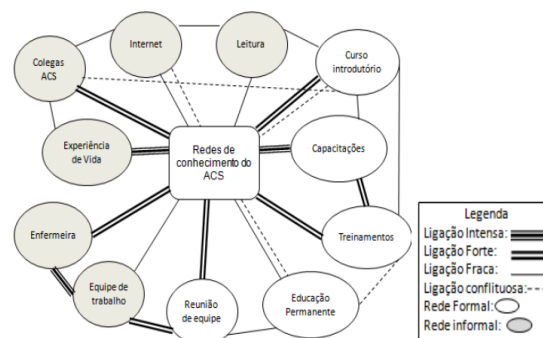 Internet
Leitura
Colegas
ACS
Curso
introdutório
Experiência
de Vida
Redes de
conhecimento do
ACS
Capacitações
Enfermeira
Treinamentos
Equipe de
trabalho
Reunião
de equipe
Educação
Permanente
Legenda
Ligação Intensa:
Ligação Forte:
Ligação Fraca:
Ligação conflituosa:
Rede Formal:
Rede informal: